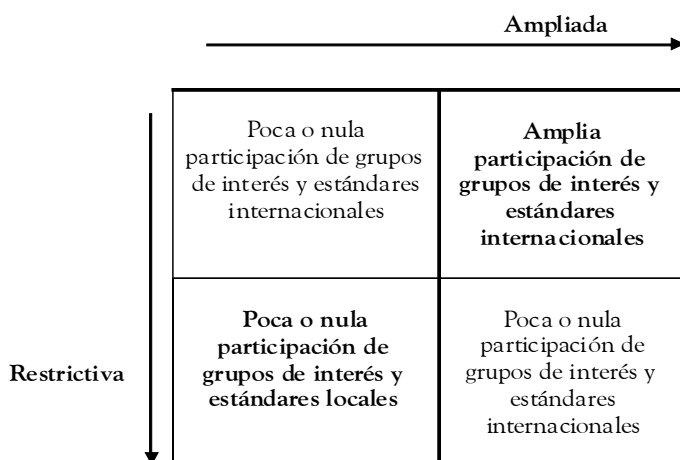 Ampliada
Poca o nula
participación de grupos
de interés y estándares
internacionales
Amplia
participación de
grupos de interés y
estándares
internacionales
Restrictiva
Poca o nula
participación de
grupos de interés y
estándares locales
Poca o nula
participación de
grupos de interés y
estándares
internacionales